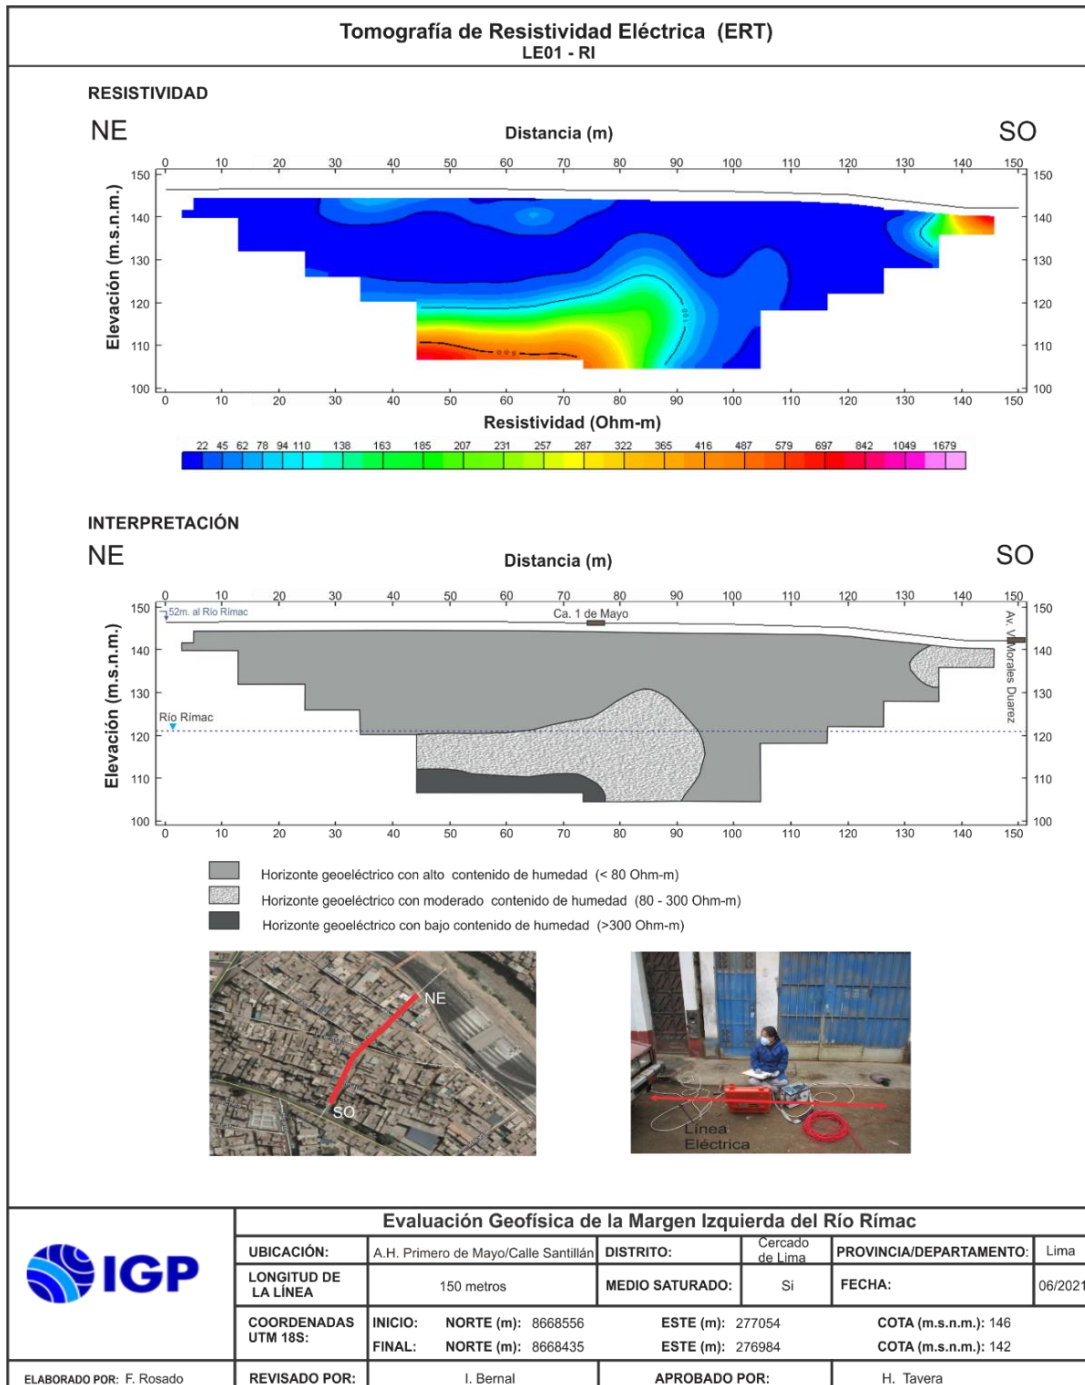 Tomografía de Resistividad Eléctrica (ERT)
LE01 - RI
RESISTIVIDAD
NE
Distancia (m)
SO
0 10 20 30 40 50 60 70 80 90 100 110 120 130 140 150
Elevación (m.s.n.m.)
150 150
140 140
130 130
120 120
110 110
100 100
100
500
0 10 20 30 40 50 60 70 80 90 100 110 120 130 140 150
Resistividad (Ohm-m)
22 45 62 78 94 110 138 163 185 207 231 257 287 322 365 416 487 579 697 842 1049 1679
INTERPRETACIÓN
NE
Distancia (m)
SO
0 10 20 30 40 50 60 70 80 90 100 110 120 130 140 150
Elevación (m.s.n.m.)
150 150
52m. al Río Rímac
Ca. 1 de Mayo
Av. V. Morales Duarez
140 140
130 130
Río Rímac
120 120
110 110
100 100
0 10 20 30 40 50 60 70 80 90 100 110 120 130 140 150
Horizonte geoeléctrico con alto contenido de humedad (< 80 Ohm-m)
Horizonte geoeléctrico con moderado contenido de humedad (80 - 300 Ohm-m)
Horizonte geoeléctrico con bajo contenido de humedad (>300 Ohm-m)
NE
SO
Línea
Eléctrica
IGP
Evaluación Geofísica de la Margen Izquierda del Río Rímac
UBICACIÓN: A.H. Primero de Mayo/Calle Santillán DISTRITO: Cercado de Lima PROVINCIA/DEPARTAMENTO: Lima
LONGITUD DE LA LÍNEA 150 metros MEDIO SATURADO: Si FECHA: 06/2021
COORDENADAS UTM 18S: INICIO: NORTE (m): 8668556 ESTE (m): 277054 COTA (m.s.n.m.): 146
FINAL: NORTE (m): 8668435 ESTE (m): 276984 COTA (m.s.n.m.): 142
ELABORADO POR: F. Rosado REVISADO POR: I. Bernal APROBADO POR: H. Tavera